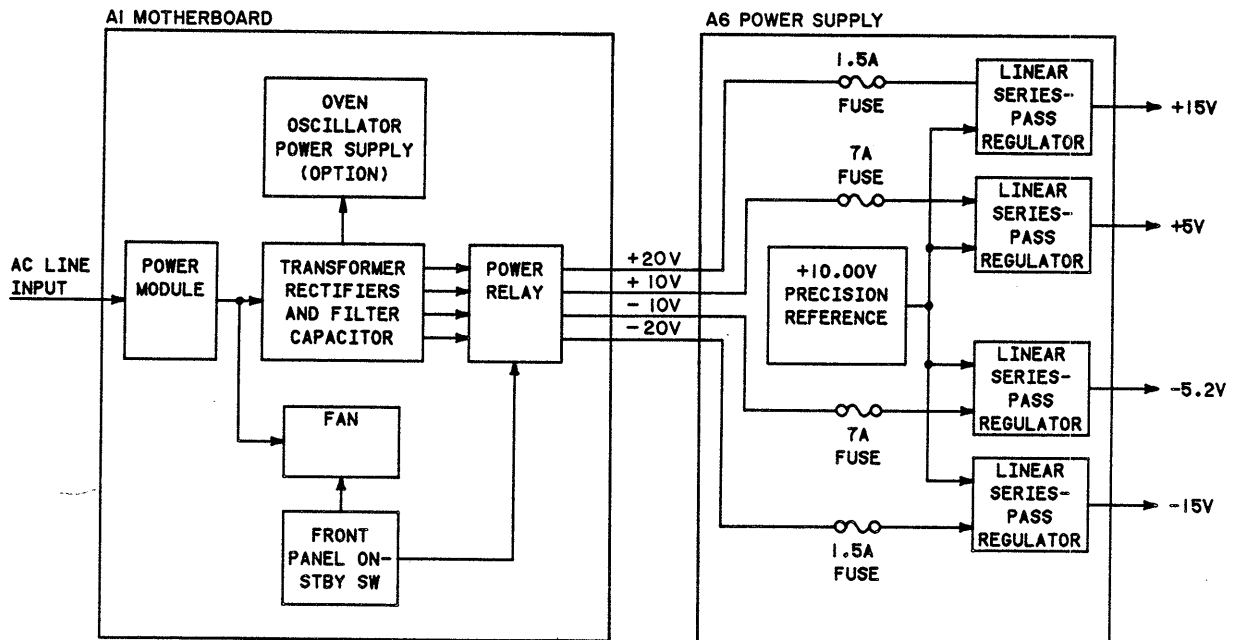 A1 MOTHERBOARD
A6 POWER SUPPLY
OVEN
OSCILLATOR
POWER SUPPLY
(OPTION)
AC LINE
INPUT
POWER
MODULE
TRANSFORMER
RECTIFIERS
AND FILTER
CAPACITOR
POWER
RELAY
FAN
FRONT
PANEL ON-
STBY SW
+20V
+10V
-10V
-20V
1.5A
FUSE
7A
FUSE
+10.00V
PRECISION
REFERENCE
7A
FUSE
1.5A
FUSE
LINEAR
SERIES-
PASS
REGULATOR
+15V
LINEAR
SERIES-
PASS
REGULATOR
+5V
LINEAR
SERIES-
PASS
REGULATOR
-5.2V
LINEAR
SERIES-
PASS
REGULATOR
-15V